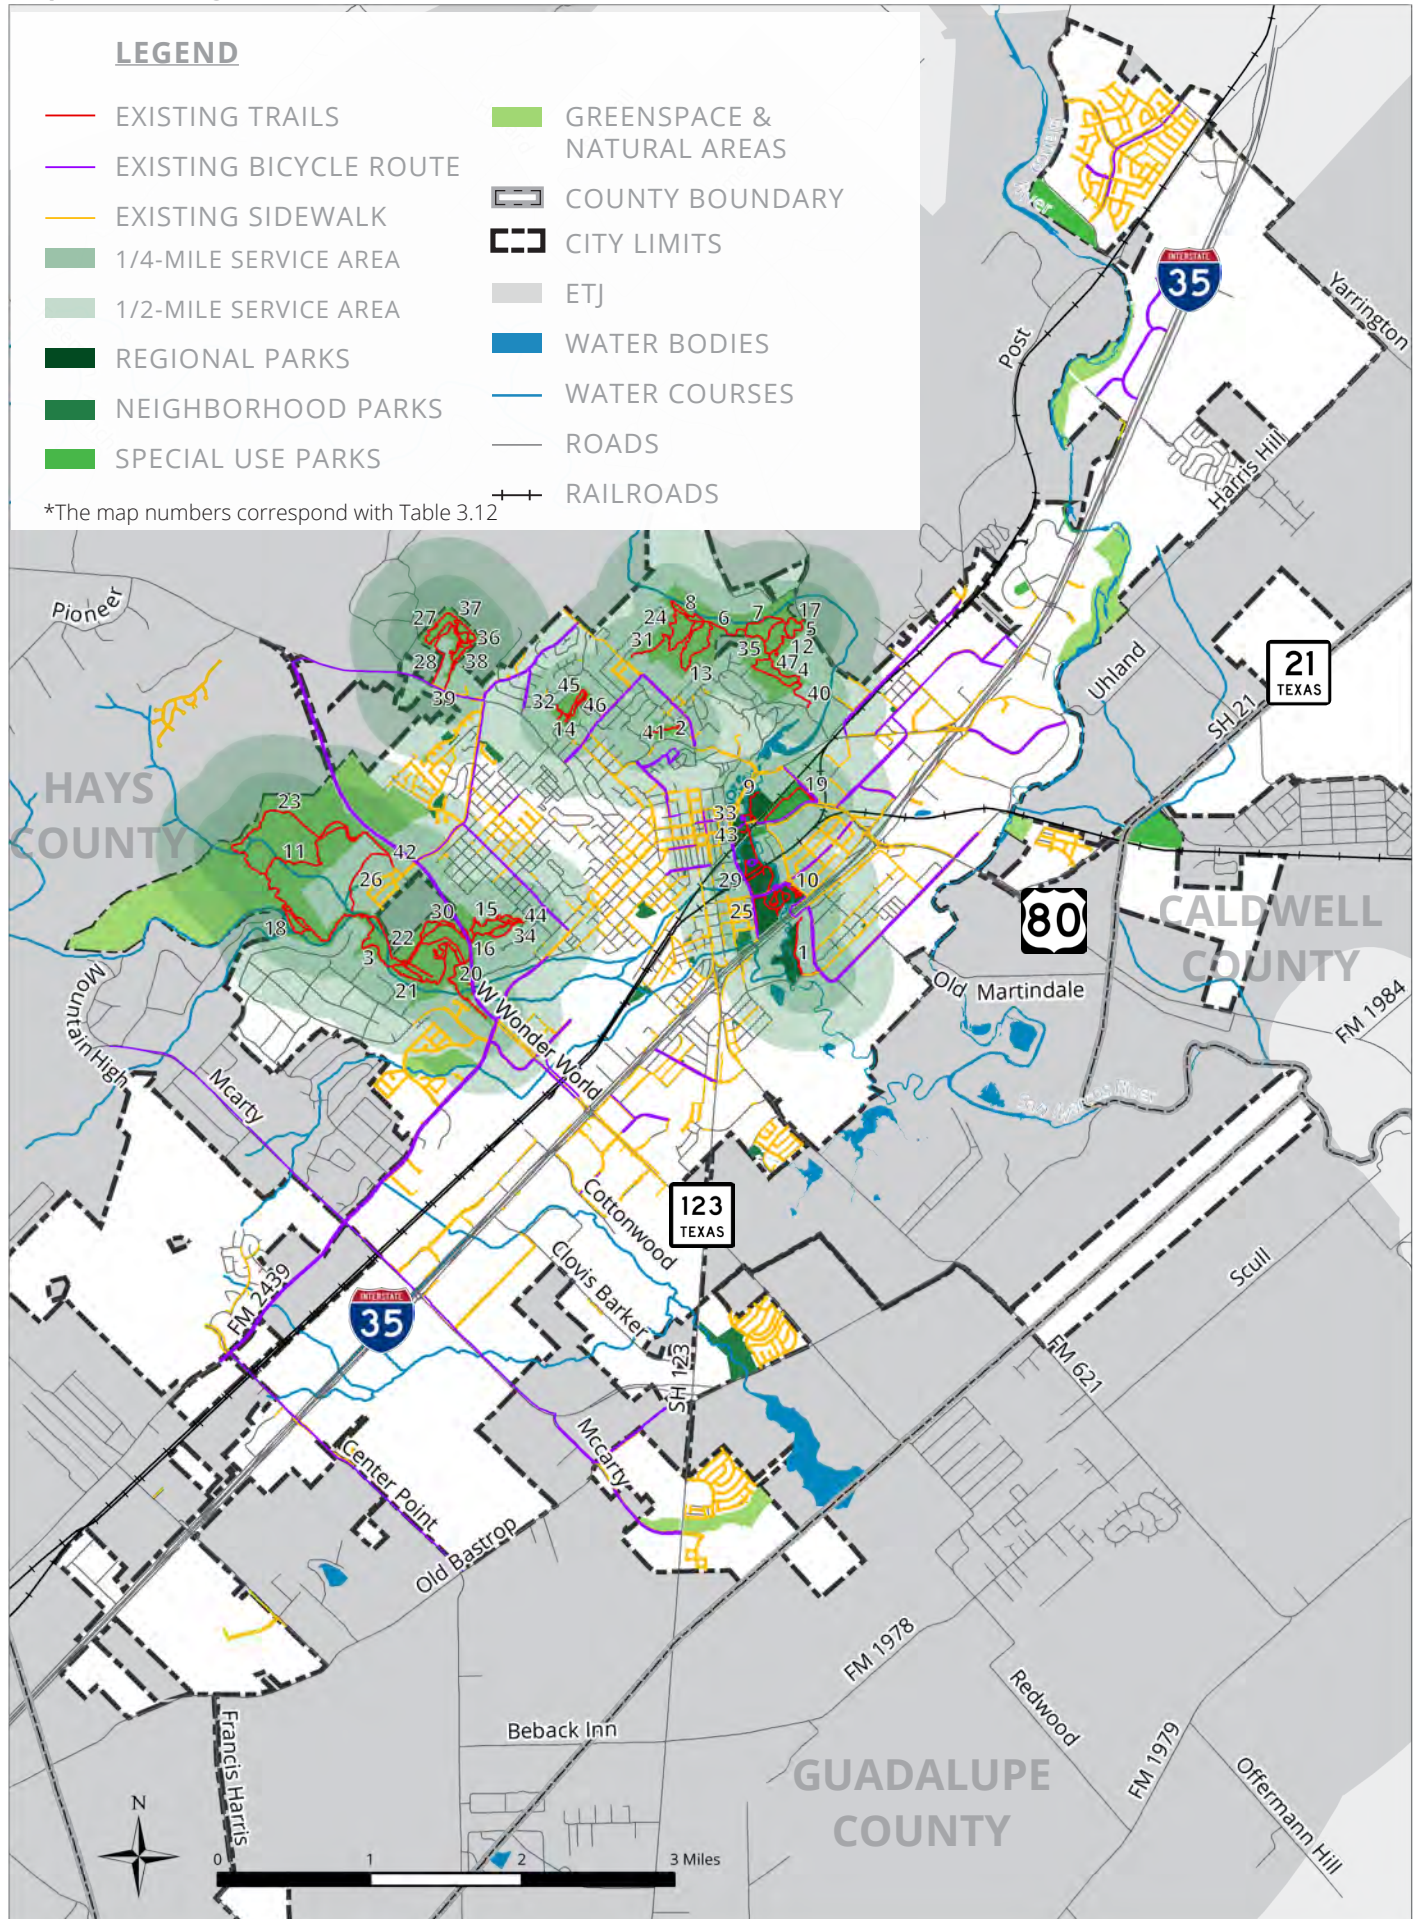 LEGEND
EXISTING TRAILS
EXISTING BICYCLE ROUTE
EXISTING SIDEWALK
1/4-MILE SERVICE AREA
1/2-MILE SERVICE AREA
REGIONAL PARKS
NEIGHBORHOOD PARKS
SPECIAL USE PARKS
GREENSPACE &
NATURAL AREAS
COUNTY BOUNDARY
CITY LIMITS
ETJ
WATER BODIES
WATER COURSES
ROADS
RAILROADS
*The map numbers correspond with Table 3.12
River
INTERSTATE
35
Yarrington
Post
Harris Hill
Pioneer
27
37
36
28
38
39
8
24
6
7
17
5
31
35
12
13
47
4
40
45
32
46
14
41
2
Uhland
21
TEXAS
SH 21
HAYS
COUNTY
23
11
42
26
9
19
33
43
29
10
25
1
18
30
15
44
34
22
16
3
20
21
80
CALDWELL
COUNTY
Old Martindale
FM 1984
Mountain High
W Wonder World
Mcarty
San Marcos River
123
TEXAS
Cottonwood
Clovis Barker
FM 2439
INTERSTATE
35
Scull
SH 123
FM 621
Mccarty
Center Point
Old Bastrop
FM 1978
Redwood
Beback Inn
FM 1979
Francis Harris
GUADALUPE
COUNTY
Offermann Hill
N
0
1
2
3 Miles